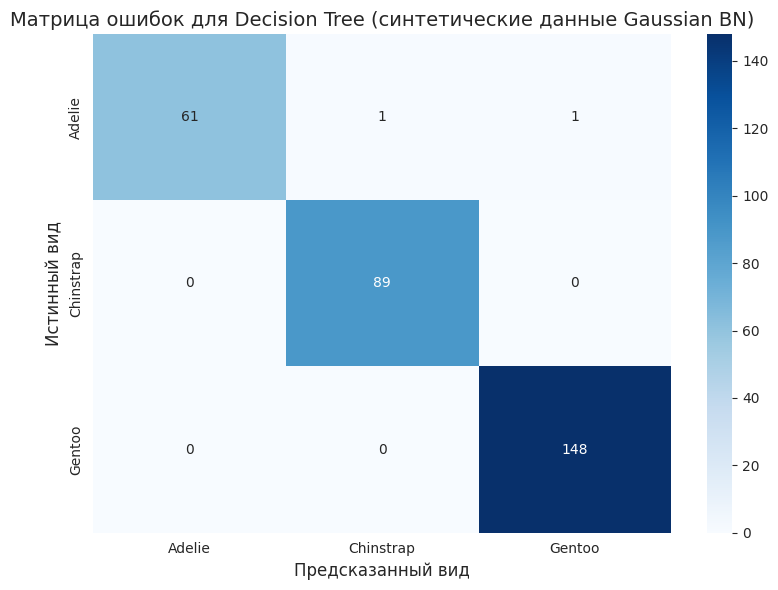 Матрица ошибок для Decision Tree (синтетические данные Gaussian BN)
Истинный вид
Adelie
61
1
1
Chinstrap
0
89
0
Gentoo
0
0
148
Adelie
Chinstrap
Gentoo
Предсказанный вид
140
120
100
80
60
40
20
0